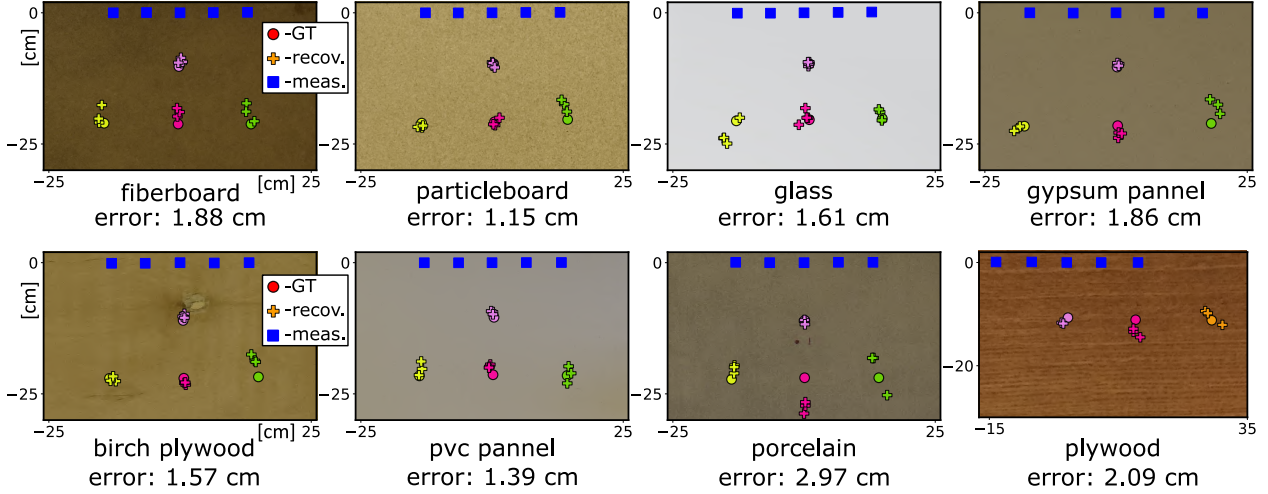 0
[cm]
−25
−25
25
[cm]
-GT
-recov.
-meas.
fiberboard
error: 1.88 cm
0
−25
−25
25
particleboard
error: 1.15 cm
0
−25
−25
25
glass
error: 1.61 cm
0
−25
−25
25
gypsum pannel
error: 1.86 cm
0
[cm]
−25
−25
25
[cm]
-GT
-recov.
-meas.
birch plywood
error: 1.57 cm
0
−25
−25
25
pvc pannel
error: 1.39 cm
0
−25
−25
25
porcelain
error: 2.97 cm
0
−20
−15
35
plywood
error: 2.09 cm